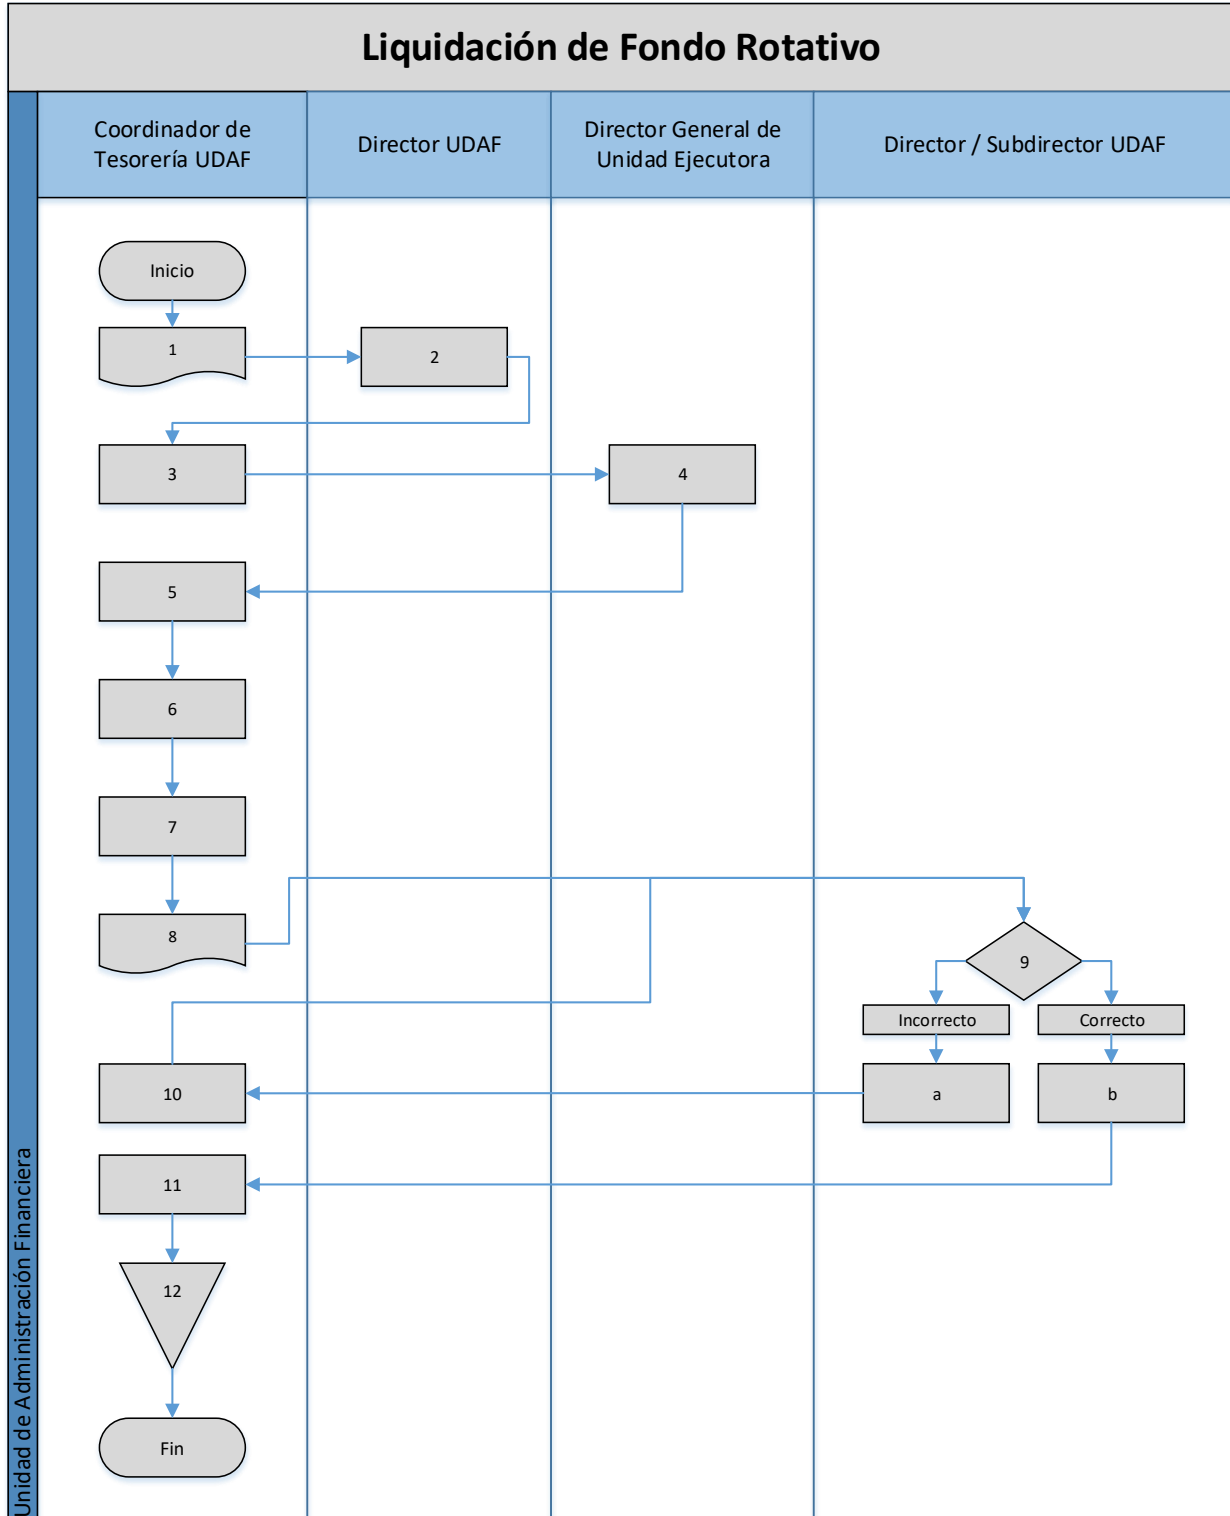 Liquidación de Fondo Rotativo
Coordinador de
Tesorería UDAF
Director UDAF
Director General de
Unidad Ejecutora
Director / Subdirector UDAF
Unidad de Administración Financiera
Inicio
1
2
3
4
5
6
7
8
9
Incorrecto
Correcto
10
a
b
11
12
Fin